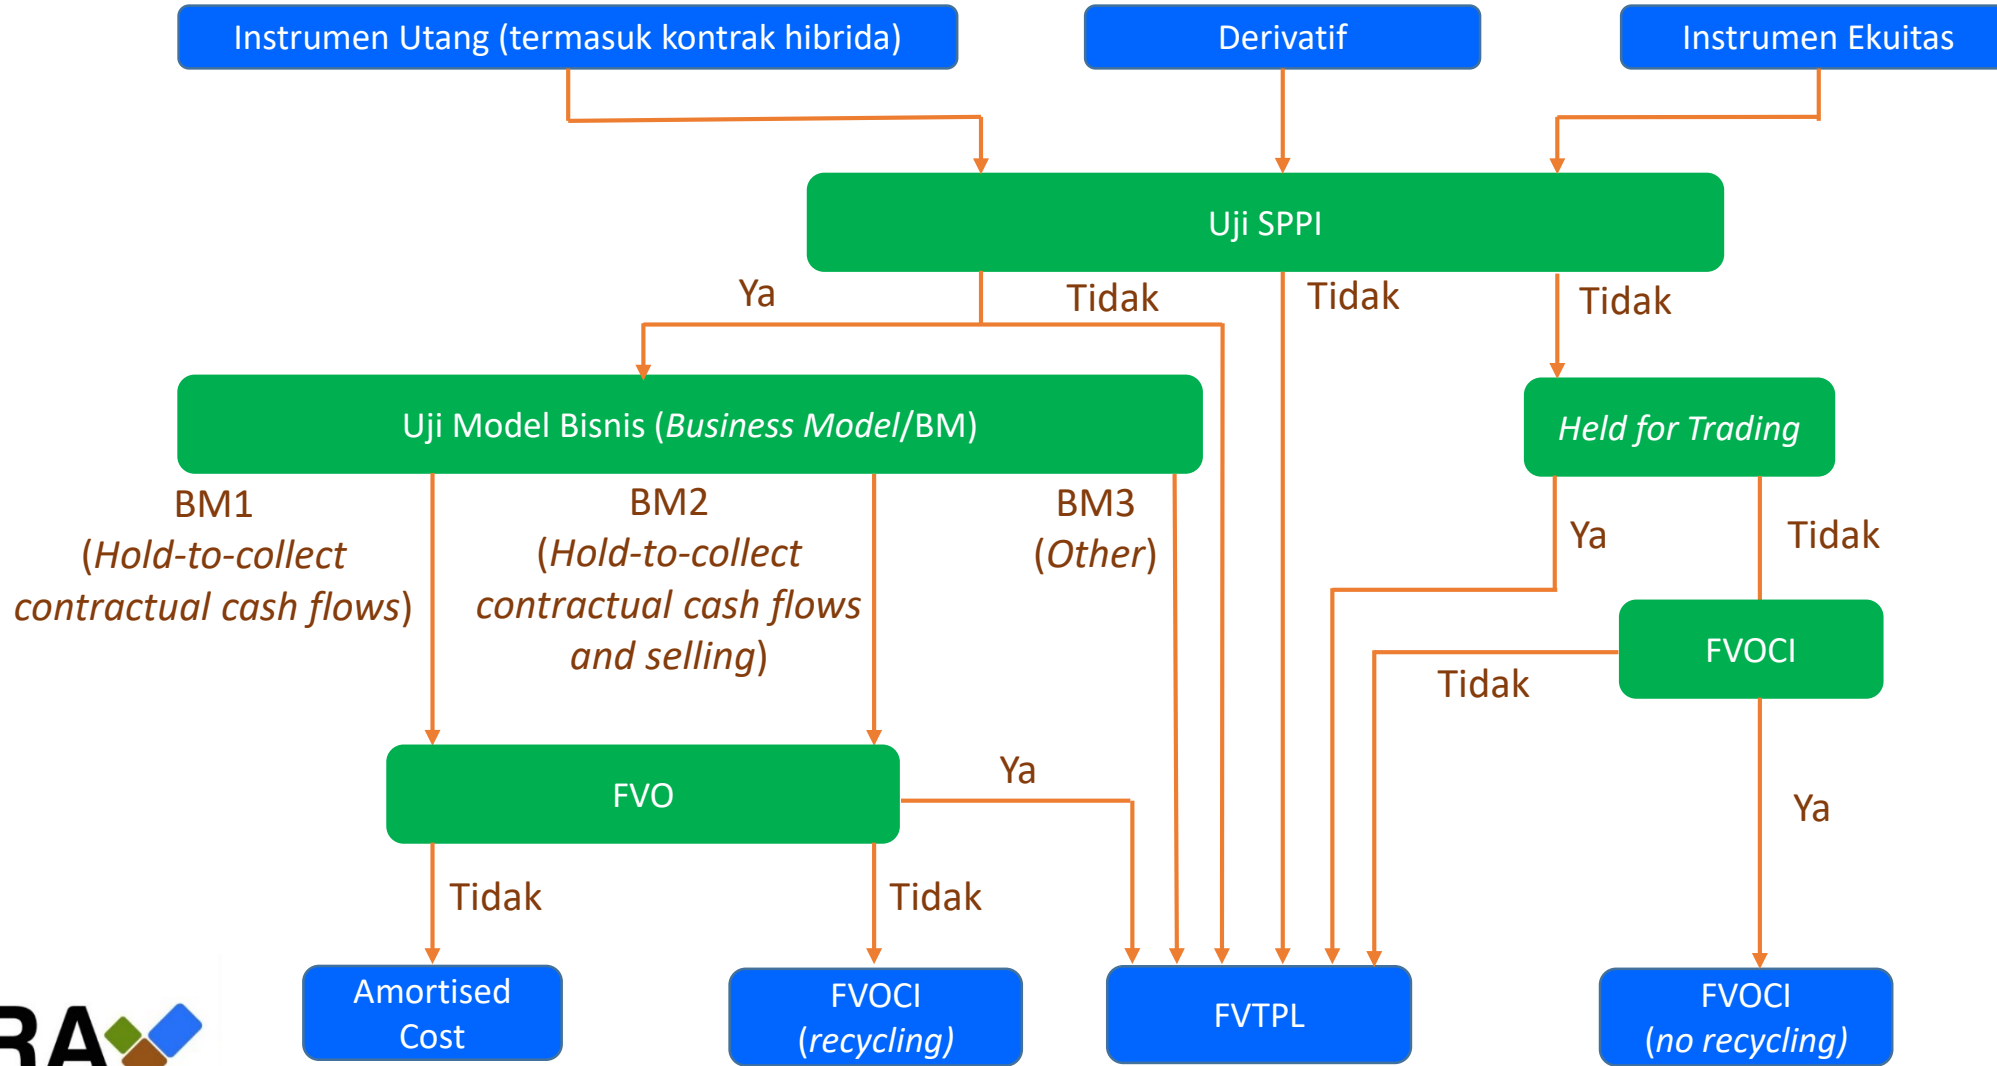 Instrumen Utang (termasuk kontrak hibrida)
Derivatif
Instrumen Ekuitas
Uji SPPI
Ya
Tidak
Tidak
Tidak
Uji Model Bisnis (Business Model/BM)
Held for Trading
BM1
(Hold-to-collect
contractual cash flows)
BM2
(Hold-to-collect
contractual cash flows
and selling)
BM3
(Other)
Ya
Tidak
FVOCI
Tidak
FVO
Ya
Ya
Tidak
Tidak
Amortised
Cost
FVOCI
(recycling)
FVTPL
FVOCI
(no recycling)
RA